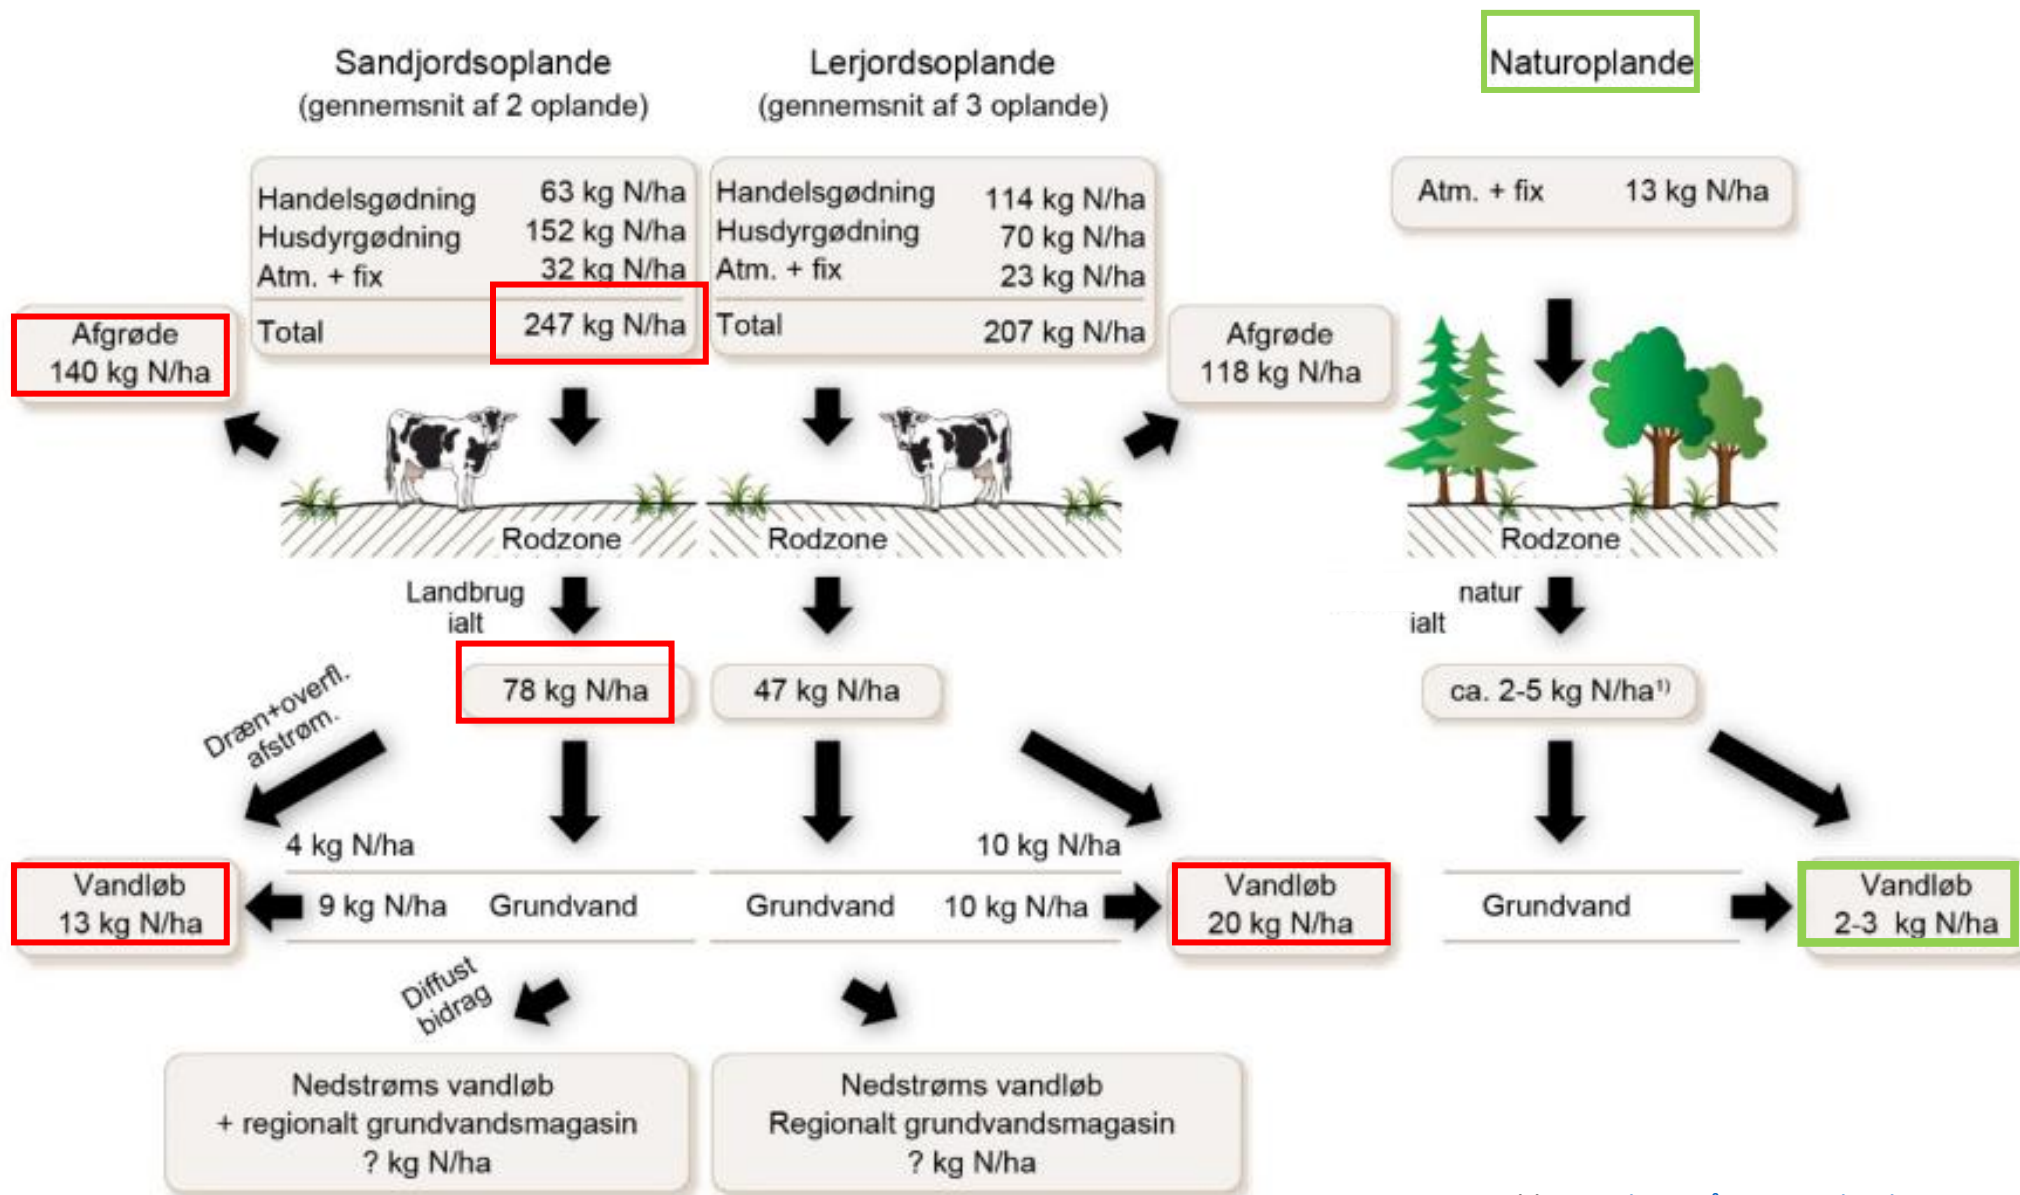 Sandjordsoplande
(gennemsnit af 2 oplande)
Lerjordsoplande
(gennemsnit af 3 oplande)
Naturoplande
Handelsgødning 63 kg N/ha
Husdyrgødning 152 kg N/ha
Atm. + fix 32 kg N/ha
Total 247 kg N/ha
Handelsgødning 114 kg N/ha
Husdyrgødning 70 kg N/ha
Atm. + fix 23 kg N/ha
Total 207 kg N/ha
Atm. + fix 13 kg N/ha
Afgrøde
140 kg N/ha
Afgrøde
118 kg N/ha
Rodzone
Rodzone
Rodzone
Landbrug
ialt
natur
ialt
78 kg N/ha
47 kg N/ha
ca. 2-5 kg N/ha¹⁾
Dræn+overfl.
afstrøm.
4 kg N/ha
10 kg N/ha
Vandløb
13 kg N/ha
9 kg N/ha
Grundvand
Grundvand
10 kg N/ha
Vandløb
20 kg N/ha
Grundvand
Vandløb
2-3 kg N/ha
Diffust
bidrag
Nedstrøms vandløb
+ regionalt grundvandsmagasin
? kg N/ha
Nedstrøms vandløb
Regionalt grundvandsmagasin
? kg N/ha